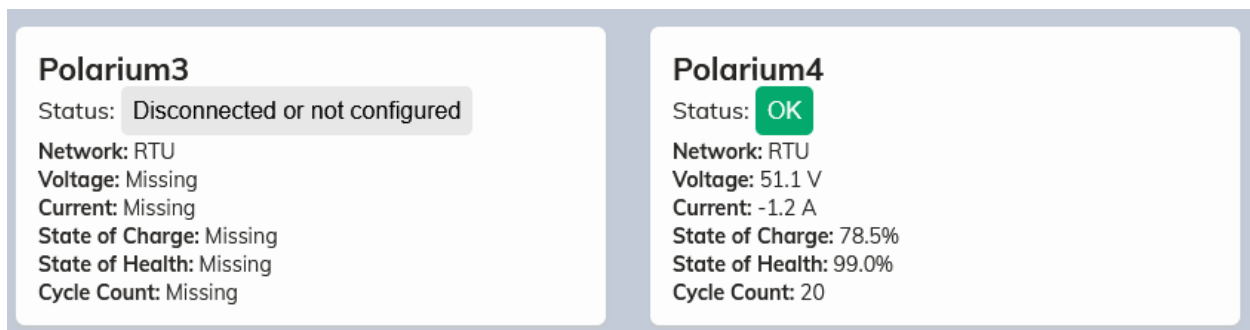 Polarium3
Status: Disconnected or not configured
Network: RTU
Voltage: Missing
Current: Missing
State of Charge: Missing
State of Health: Missing
Cycle Count: Missing
Polarium4
Status: OK
Network: RTU
Voltage: 51.1 V
Current: -1.2 A
State of Charge: 78.5%
State of Health: 99.0%
Cycle Count: 20